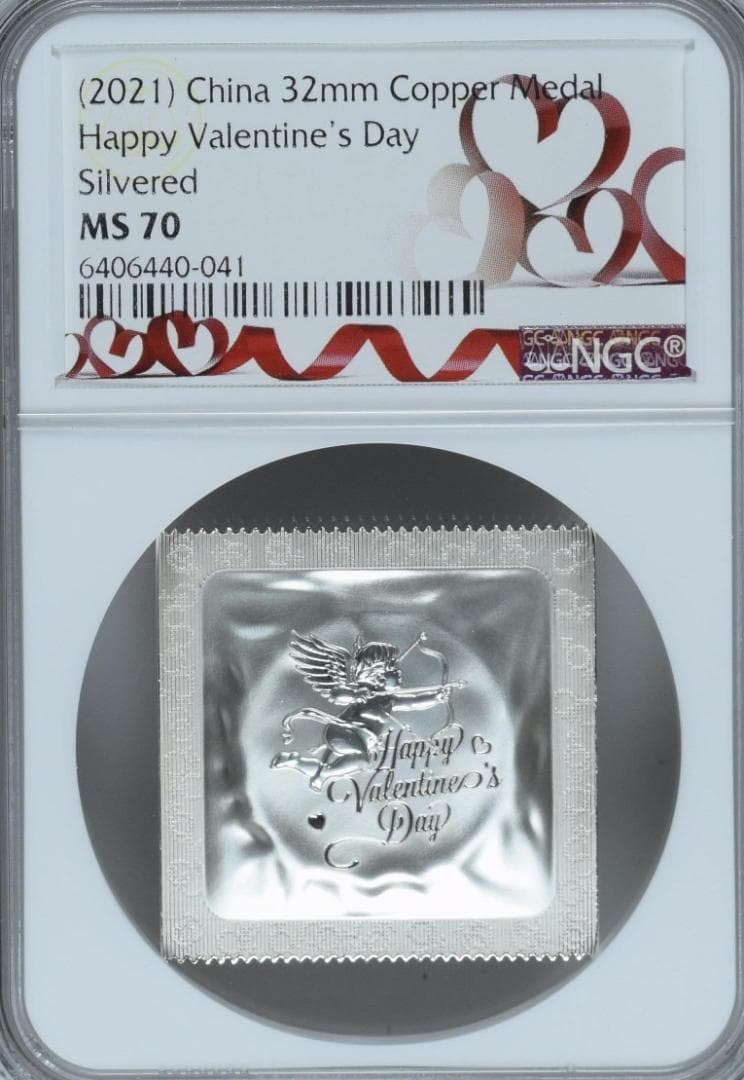 (2021) China 32mm Copper Medal
Happy Valentine's Day
Silvered
MS 70
6406440-041
NGC®
Happy
Valentine's
Day